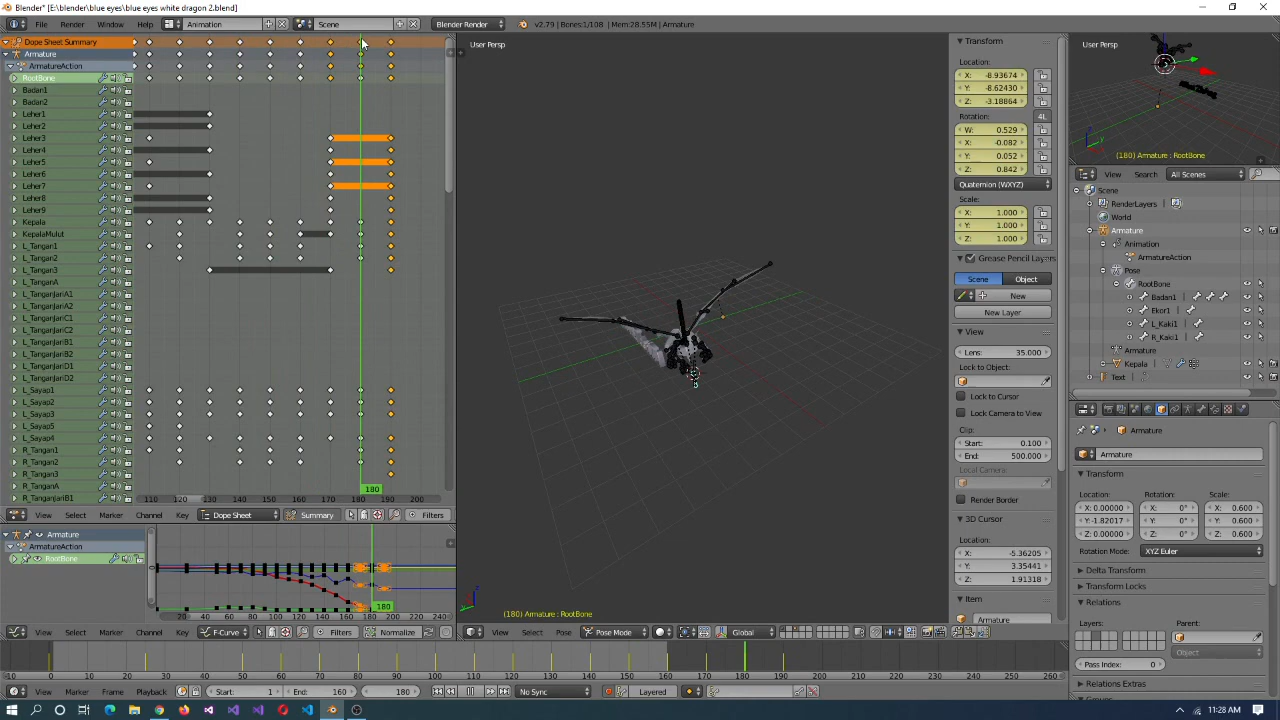 Blender* [E:\blue eyes\blue eyes white dragon 2.blend]
File Render Window Help Animation Scene Blender Render v2.79 | Bones:1/108 | Mem:28.55M | Armature
Dope Sheet Summary
Armature
ArmatureAction
RootBone
Badan1
Badan2
Leher1
Leher2
Leher3
Leher4
Leher5
Leher6
Leher7
Leher8
Leher9
Kepala
KepalaMulut
L_Tangan1
L_Tangan2
L_Tangan3
L_TanganA
L_TanganJariA1
L_TanganJariA2
L_TanganJariC1
L_TanganJariC2
L_TanganJariB1
L_TanganJariB2
L_TanganJariD1
L_TanganJariD2
L_Sayap1
L_Sayap2
L_Sayap3
L_Sayap5
L_Sayap4
R_Tangan1
R_Tangan2
R_Tangan3
R_TanganA
R_TanganJariB1
180
110 120 130 140 150 160 170 180 190 200
View Select Marker Channel Key Dope Sheet Summary Filters
Armature
ArmatureAction
RootBone
180
20 40 60 80 100 120 140 160 180 200 220 240
View Select Marker Channel Key F-Curve Filters Normalize
User Persp
(180) Armature : RootBone
View Select Pose Pose Mode Global
Transform
Location:
X: -8.93674
Y: -8.62430
Z: -3.18864
Rotation: 4L
W: 0.529
X: -0.082
Y: 0.052
Z: 0.842
Quaternion (WXYZ)
Scale:
X: 1.000
Y: 1.000
Z: 1.000
Grease Pencil Layers
Scene Object
New
New Layer
View
Lens: 35.000
Lock to Object:
Lock to Cursor
Lock Camera to View
Clip:
Start: 0.100
End: 500.000
Local Camera:
Render Border
3D Cursor
Location:
X: -5.36205
Y: 3.35441
Z: 1.91318
Item
Armature
User Persp
(180) Armature : RootBone
View Search All Scenes
Scene
RenderLayers
World
Armature
Animation
ArmatureAction
Pose
RootBone
Badan1
Ekor1
L_Kaki1
R_Kaki1
Armature
Kepala
Text
Armature
Armature
Transform
Location: Rotation: Scale:
X: 0.00000 X: 0° X: 0.600
Y: -1.82017 Y: 0° Y: 0.600
Z: 0.00000 Z: 0° Z: 0.600
Rotation Mode: XYZ Euler
Delta Transform
Transform Locks
Relations
Layers: Parent:
Object
Pass Index: 0
Relations Extras
-10 0 10 20 30 40 50 60 70 80 90 100 110 120 130 140 150 160 170 180 190 200 210 220 230 240 250 260
View Marker Frame Playback Start: 1 End: 160 180 No Sync Layered
11:28 AM